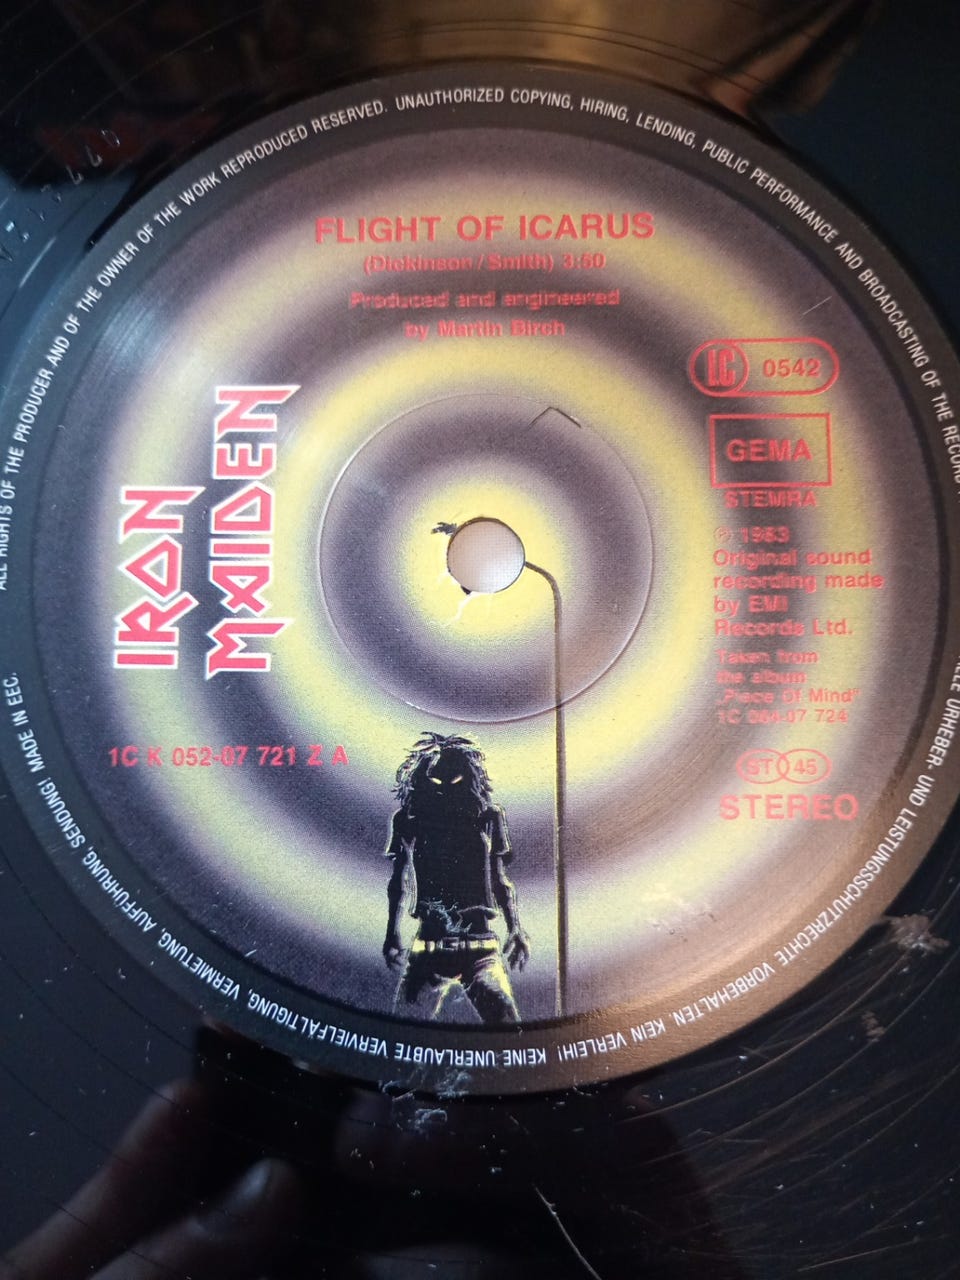 ALL RIGHTS OF THE PRODUCER AND OF THE OWNER OF THE WORK REPRODUCED RESERVED. UNAUTHORIZED COPYING, HIRING, LENDING, PUBLIC PERFORMANCE AND BROADCASTING OF THE RECORD
FLIGHT OF ICARUS
(Dickinson / Smith) 3:50
Produced and engineered
by Martin Birch
IRON
MAIDEN
LC 0542
GEMA
STEMRA
℗ 1983
Original sound
recording made
by EMI
Records Ltd.
Taken from
the album
„Piece Of Mind"
1C 064-07 724
1C K 052-07 721 Z A
ST 45
STEREO
URHEBER- UND LEISTUNGSSCHUTZRECHTE VORBEHALTEN. KEIN VERLEIH! KEINE UNERLAUBTE VERVIELFÄLTIGUNG, VERMIETUNG, AUFFÜHRUNG, SENDUNG! MADE IN EEC.